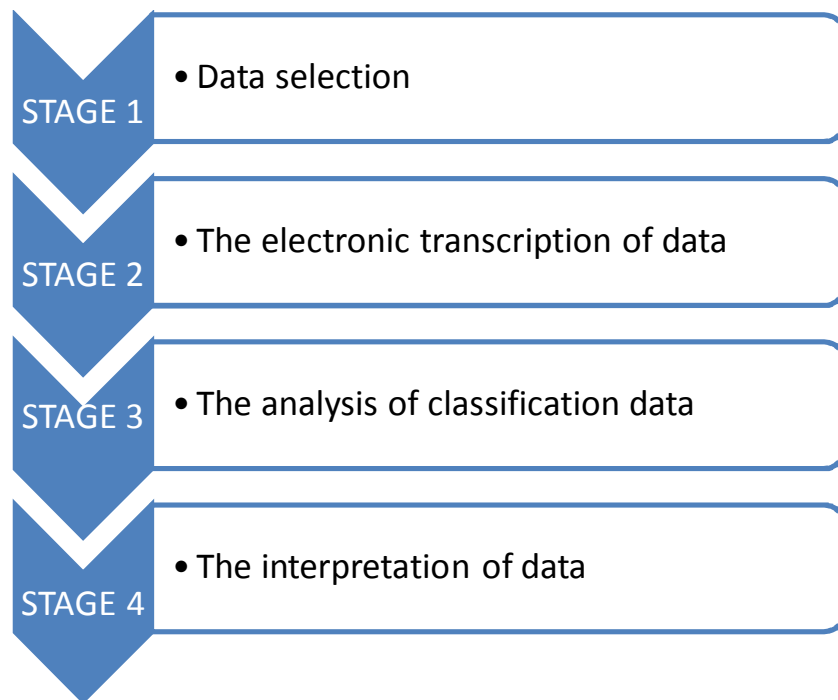 STAGE 1
• Data selection
STAGE 2
• The electronic transcription of data
STAGE 3
• The analysis of classification data
STAGE 4
• The interpretation of data